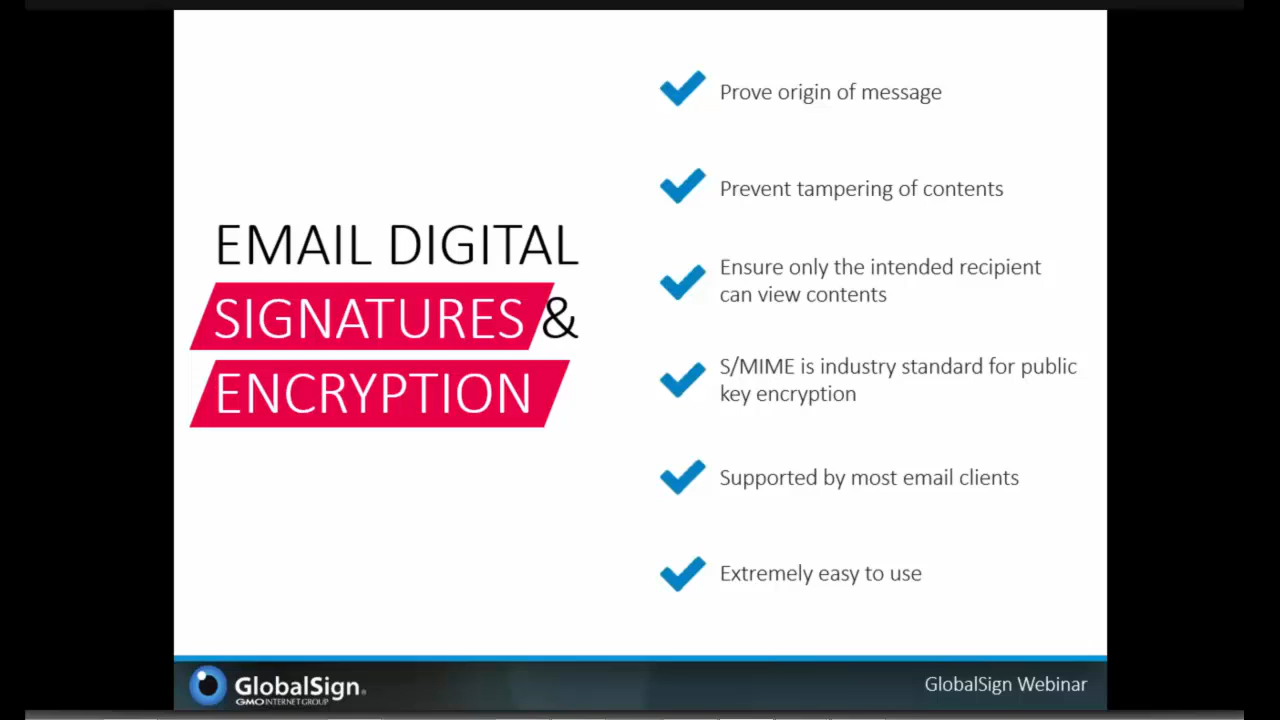 EMAIL DIGITAL
SIGNATURES &
ENCRYPTION
Prove origin of message
Prevent tampering of contents
Ensure only the intended recipient
can view contents
S/MIME is industry standard for public
key encryption
Supported by most email clients
Extremely easy to use
GlobalSign.
GMO INTERNET GROUP
GlobalSign Webinar